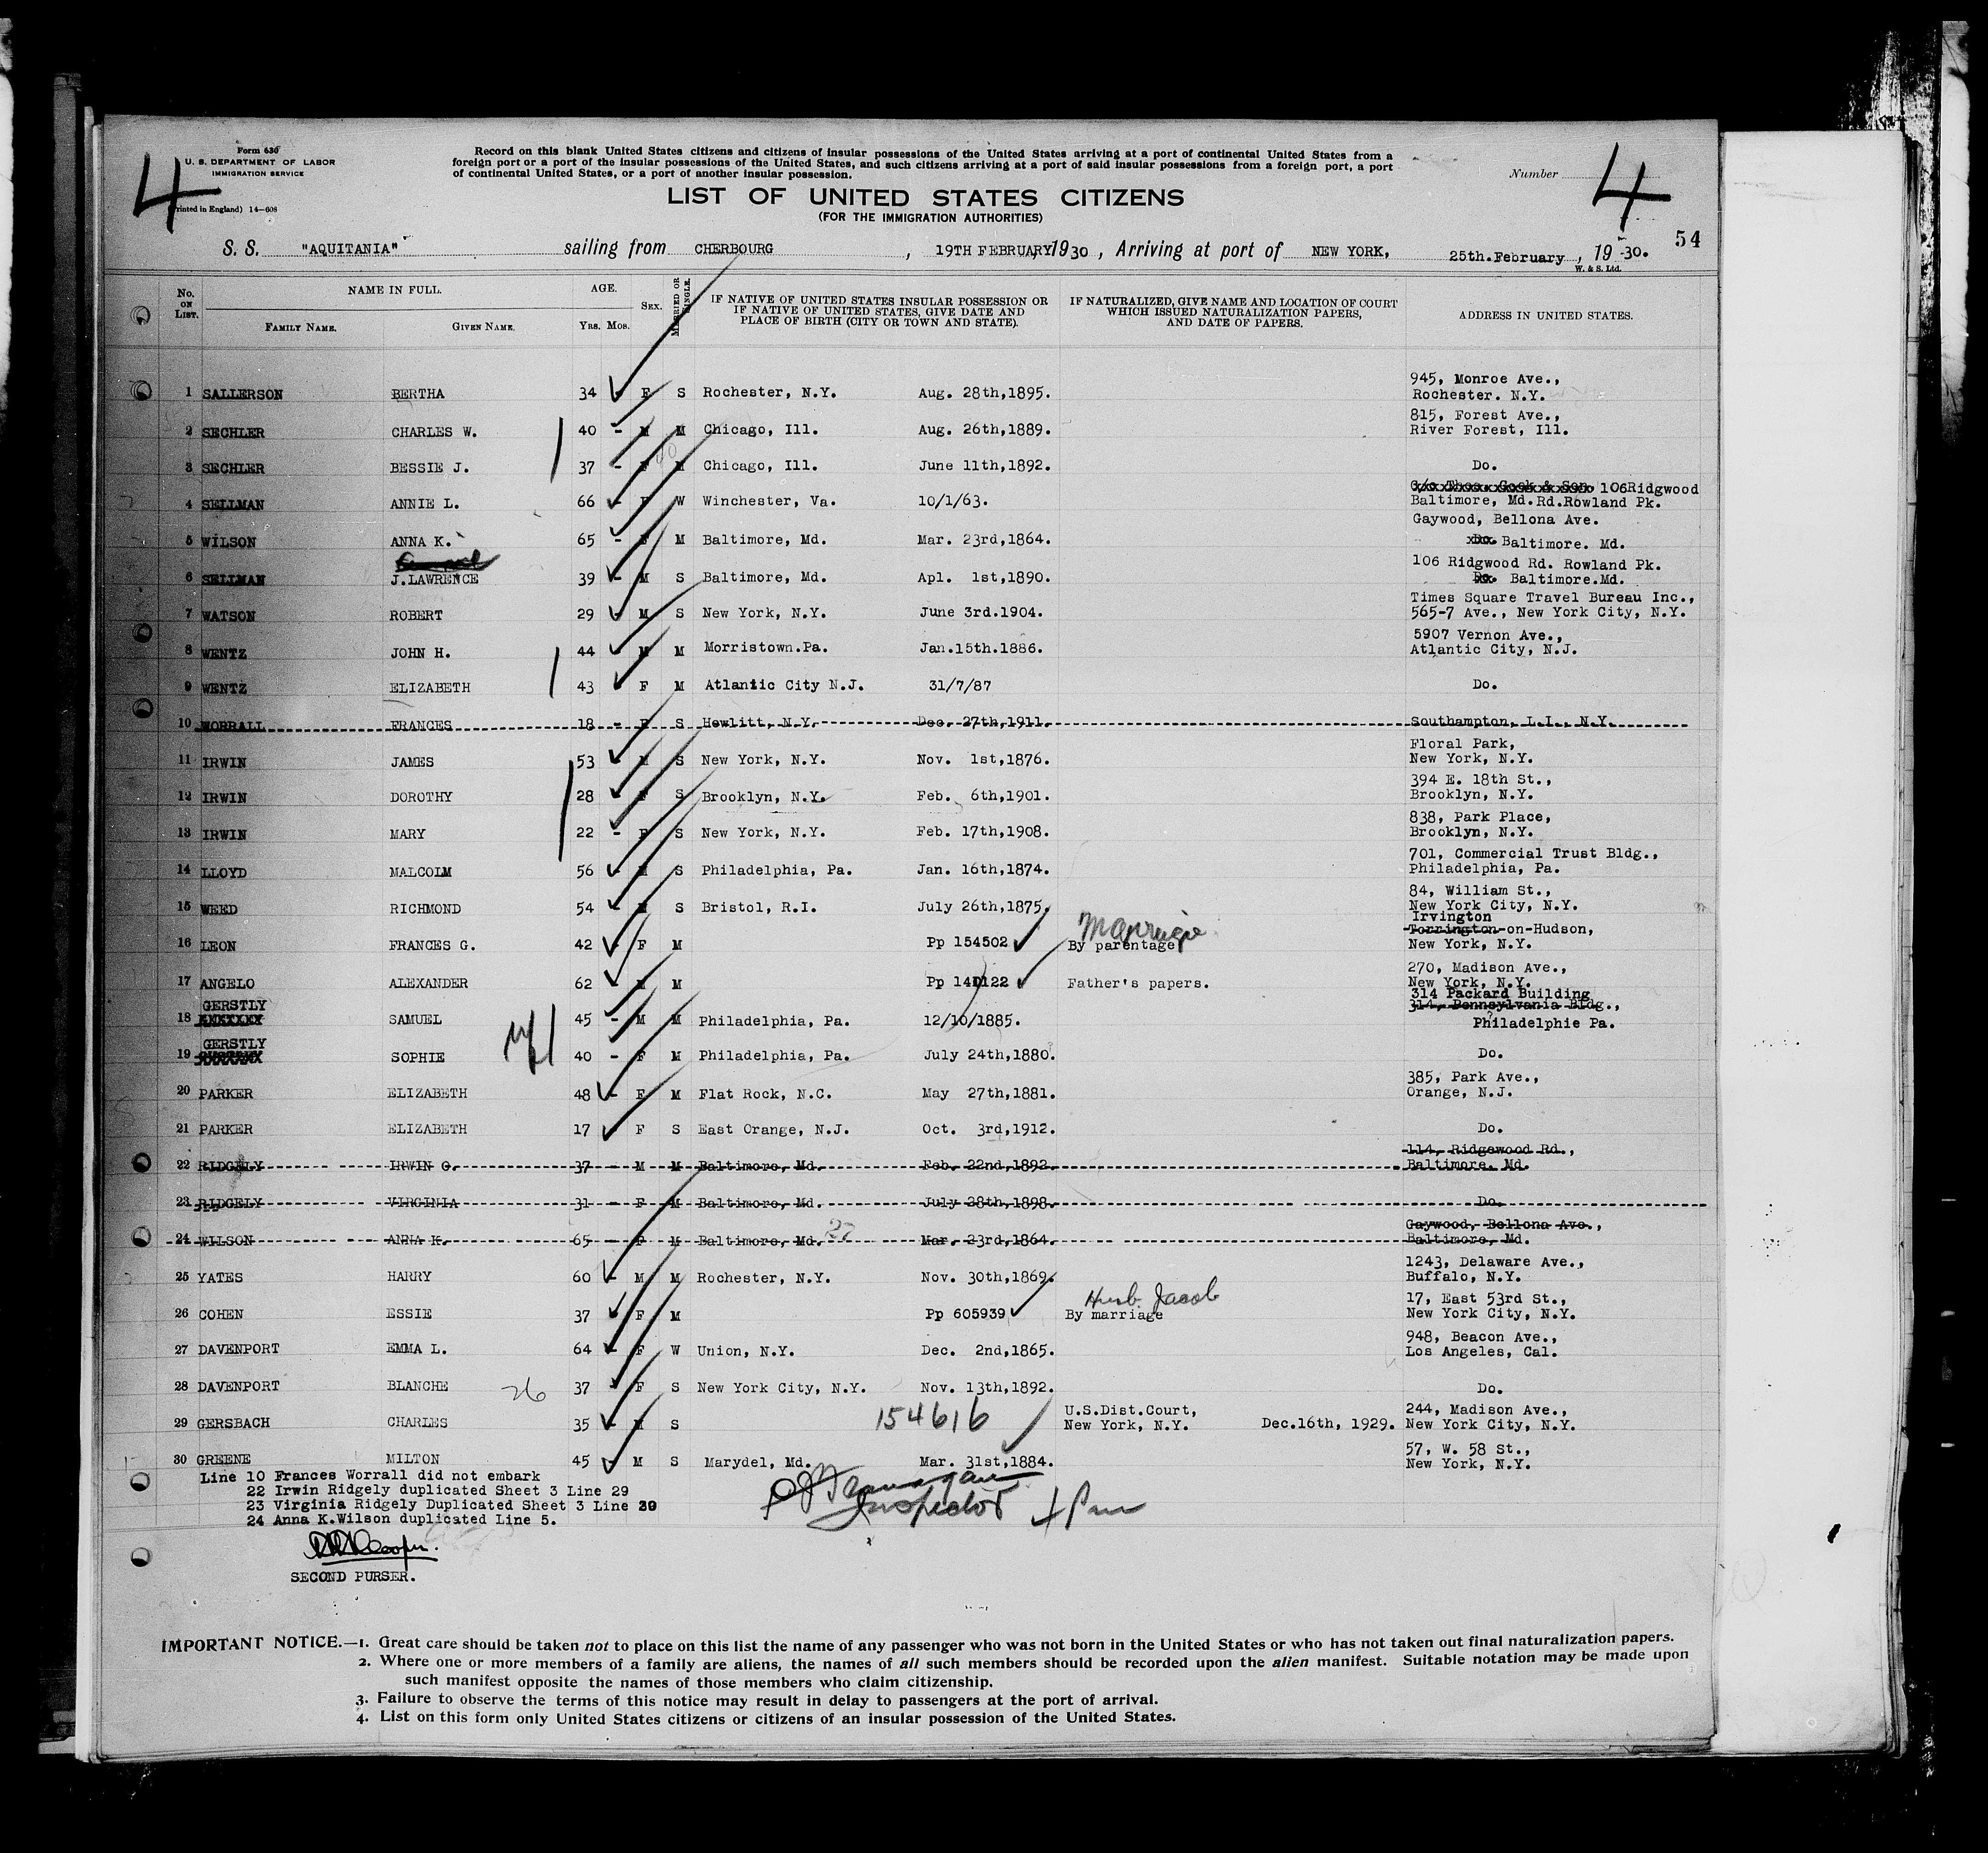 Form 630
U. S. DEPARTMENT OF LABOR
IMMIGRATION SERVICE
4
(Printed in England) 14—608
Record on this blank United States citizens and citizens of insular possessions of the United States arriving at a port of continental United States from a
foreign port or a port of the insular possessions of the United States, and such citizens arriving at a port of said insular possessions from a foreign port, a port
of continental United States, or a port of another insular possession.
LIST OF UNITED STATES CITIZENS
(FOR THE IMMIGRATION AUTHORITIES)
Number
4
54
S. S. "AQUITANIA" sailing from CHERBOURG, 19TH FEBRUARY 1930, Arriving at port of NEW YORK, 25th.February, 19 30.
W. & S. Ltd.
No. ON LIST. NAME IN FULL. FAMILY NAME. GIVEN NAME. AGE. YRS. MOS. SEX. MARRIED OR SINGLE. IF NATIVE OF UNITED STATES INSULAR POSSESSION OR IF NATIVE OF UNITED STATES, GIVE DATE AND PLACE OF BIRTH (CITY OR TOWN AND STATE). IF NATURALIZED, GIVE NAME AND LOCATION OF COURT WHICH ISSUED NATURALIZATION PAPERS, AND DATE OF PAPERS. ADDRESS IN UNITED STATES.
1 SALLERSON BERTHA 34 - F S Rochester, N.Y. Aug. 28th,1895. 945, Monroe Ave., Rochester. N.Y.
2 SECHLER CHARLES W. 40 - M M Chicago, Ill. Aug. 26th,1889. 815, Forest Ave., River Forest, Ill.
3 SECHLER BESSIE J. 37 - F M Chicago, Ill. June 11th,1892. Do.
4 SELLMAN ANNIE L. 66 - F W Winchester, Va. 10/1/63. C/o Thos. Cook & Son. 106Ridgwood Baltimore, Md.Rd.Rowland Pk.
5 WILSON ANNA K. 65 - F M Baltimore, Md. Mar. 23rd,1864. Gaywood, Bellona Ave. Do. Baltimore. Md.
6 SELLMAN J.LAWRENCE 39 - M S Baltimore, Md. Apl. 1st,1890. 106 Ridgwood Rd. Rowland Pk. Do. Baltimore.Md.
7 WATSON ROBERT 29 - M S New York, N.Y. June 3rd.1904. Times Square Travel Bureau Inc., 565-7 Ave., New York City, N.Y.
8 WENTZ JOHN H. 44 - M M Morristown.Pa. Jan.15th.1886. 5907 Vernon Ave., Atlantic City, N.J.
9 WENTZ ELIZABETH 43 F M Atlantic City N.J. 31/7/87 Do.
10 WORRALL FRANCES 18 - F S Hewlitt, N.Y. Dec. 27th,1911. Southampton, L.I., N.Y.
11 IRWIN JAMES 53 M S New York, N.Y. Nov. 1st,1876. Floral Park, New York, N.Y.
12 IRWIN DOROTHY 28 F S Brooklyn, N.Y. Feb. 6th,1901. 394 E. 18th St., Brooklyn, N.Y.
13 IRWIN MARY 22 - F S New York, N.Y. Feb. 17th,1908. 838, Park Place, Brooklyn, N.Y.
14 LLOYD MALCOLM 56 - M S Philadelphia, Pa. Jan. 16th,1874. 701, Commercial Trust Bldg., Philadelphia, Pa.
15 WEED RICHMOND 54 - M S Bristol, R.I. July 26th,1875. 84, William St., New York City, N.Y.
16 LEON FRANCES G. 42 - F M Pp 154502 Marriage By parentage Irvington Torrington-on-Hudson, New York, N.Y.
17 ANGELO ALEXANDER 62 - M M Pp 140122 Father's papers. 270, Madison Ave., New York, N.Y.
18 GERSTLY SAMUEL 45 - M M Philadelphia, Pa. 12/10/1885. 314 Packard Building 314, Pennsylvania Bldg., Philadelphie Pa.
19 GERSTLY SOPHIE 40 - F M Philadelphia, Pa. July 24th,1880. Do.
20 PARKER ELIZABETH 48 - F M Flat Rock, N.C. May 27th,1881. 385, Park Ave., Orange, N.J.
21 PARKER ELIZABETH 17 F S East Orange, N.J. Oct. 3rd,1912. Do.
22 RIDGELY IRWIN O. 37 - M M Baltimore, Md. Feb. 22nd,1892. 114, Ridgewood Rd., Baltimore. Md.
23 RIDGELY VIRGINIA 31 - F M Baltimore, Md. July 28th,1898. Do.
24 WILSON ANNA K. 65 - F M Baltimore, Md. 27 Mar. 23rd,1864. Gaywood, Bellona Ave., Baltimore, Md.
25 YATES HARRY 60 - M M Rochester, N.Y. Nov. 30th,1869. 1243, Delaware Ave., Buffalo, N.Y.
26 COHEN ESSIE 37 F M Pp 605939 Husb. Jacob By marriage 17, East 53rd St., New York City, N.Y.
27 DAVENPORT EMMA L. 64 - F W Union, N.Y. Dec. 2nd,1865. 948, Beacon Ave., Los Angeles, Cal.
28 DAVENPORT BLANCHE 26 37 F S New York City, N.Y. Nov. 13th,1892. Do.
29 GERSBACH CHARLES 35 - M S 154616 U.S.Dist.Court, New York, N.Y. Dec.16th, 1929. 244, Madison Ave., New York City, N.Y.
30 GREENE MILTON 45 - M S Marydel, Md. Mar. 31st,1884. 57, W. 58 St., New York, N.Y.
Line 10 Frances Worrall did not embark
22 Irwin Ridgely duplicated Sheet 3 Line 29
23 Virginia Ridgely Duplicated Sheet 3 Line 30
24 Anna K.Wilson duplicated Line 5.
Inspector
SECOND PURSER.
IMPORTANT NOTICE.—1. Great care should be taken not to place on this list the name of any passenger who was not born in the United States or who has not taken out final naturalization papers.
2. Where one or more members of a family are aliens, the names of all such members should be recorded upon the alien manifest. Suitable notation may be made upon
such manifest opposite the names of those members who claim citizenship.
3. Failure to observe the terms of this notice may result in delay to passengers at the port of arrival.
4. List on this form only United States citizens or citizens of an insular possession of the United States.